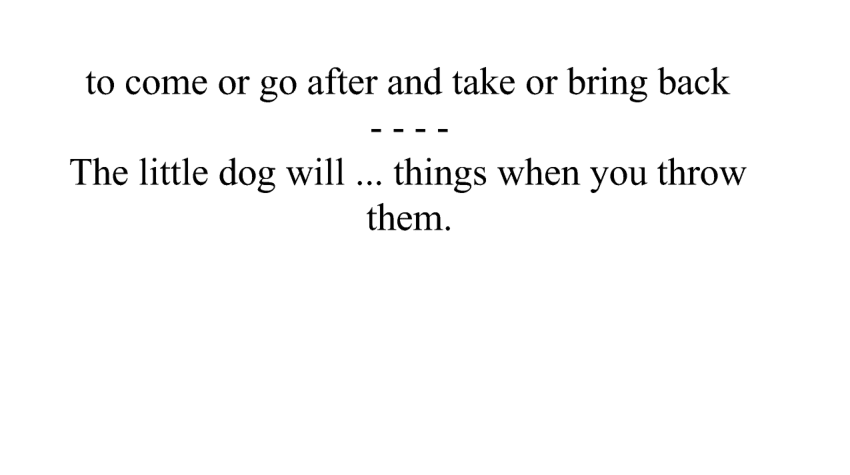 to come or go after and take or bring back
- - - -
The little dog will ... things when you throw
them.